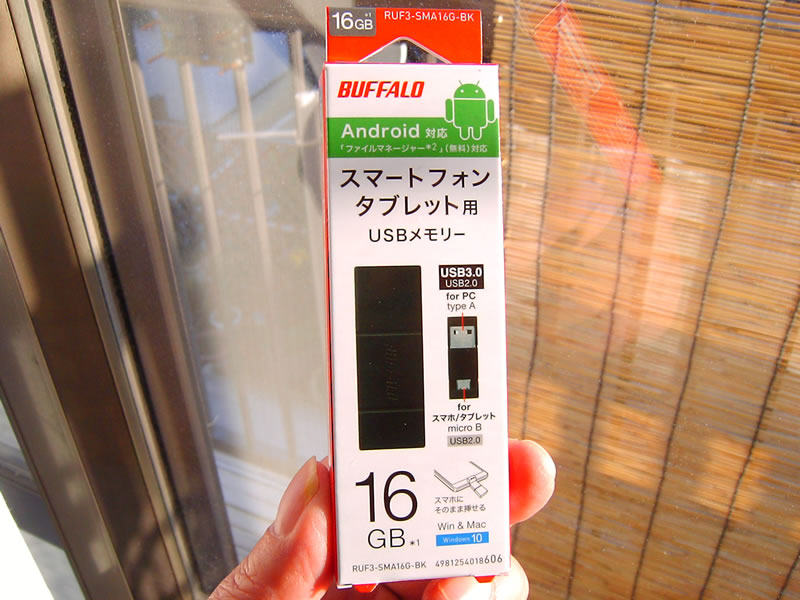 16GB*1
RUF3-SMA16G-BK
BUFFALO
Android 対応
「ファイルマネージャー*2」(無料)対応
スマートフォン
タブレット用
USBメモリー
USB3.0
USB2.0
for PC
type A
BUFFALO
for
スマホ/タブレット
micro B
USB2.0
16
GB*1
スマホに
そのまま挿せる
Win & Mac
Windows 10
RUF3-SMA16G-BK 4981254018606